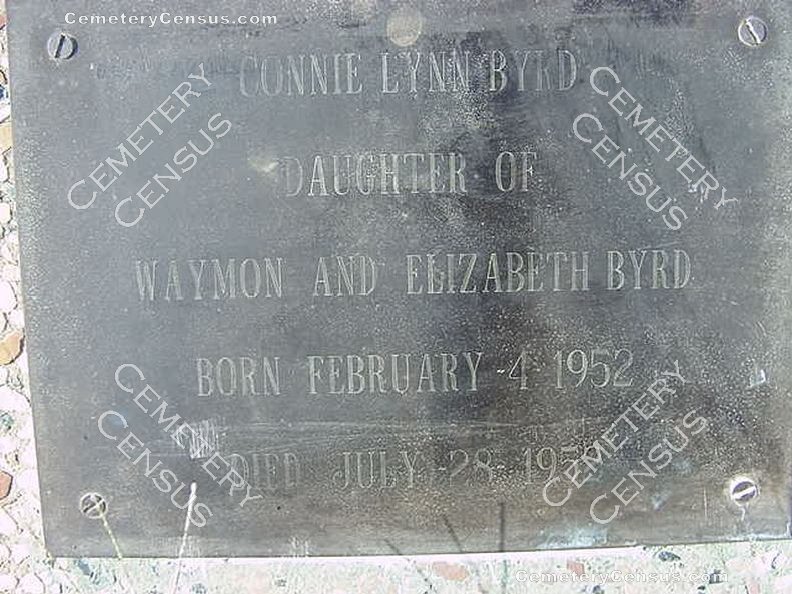 CemeteryCensus.com
CONNIE LYNN BYRD
DAUGHTER OF
WAYMON AND ELIZABETH BYRD
BORN FEBRUARY 4 1952
DIED JULY 28
Cemetery Census
Cemetery Census
Cemetery Census
Cemetery Census
CemeteryCensus.com